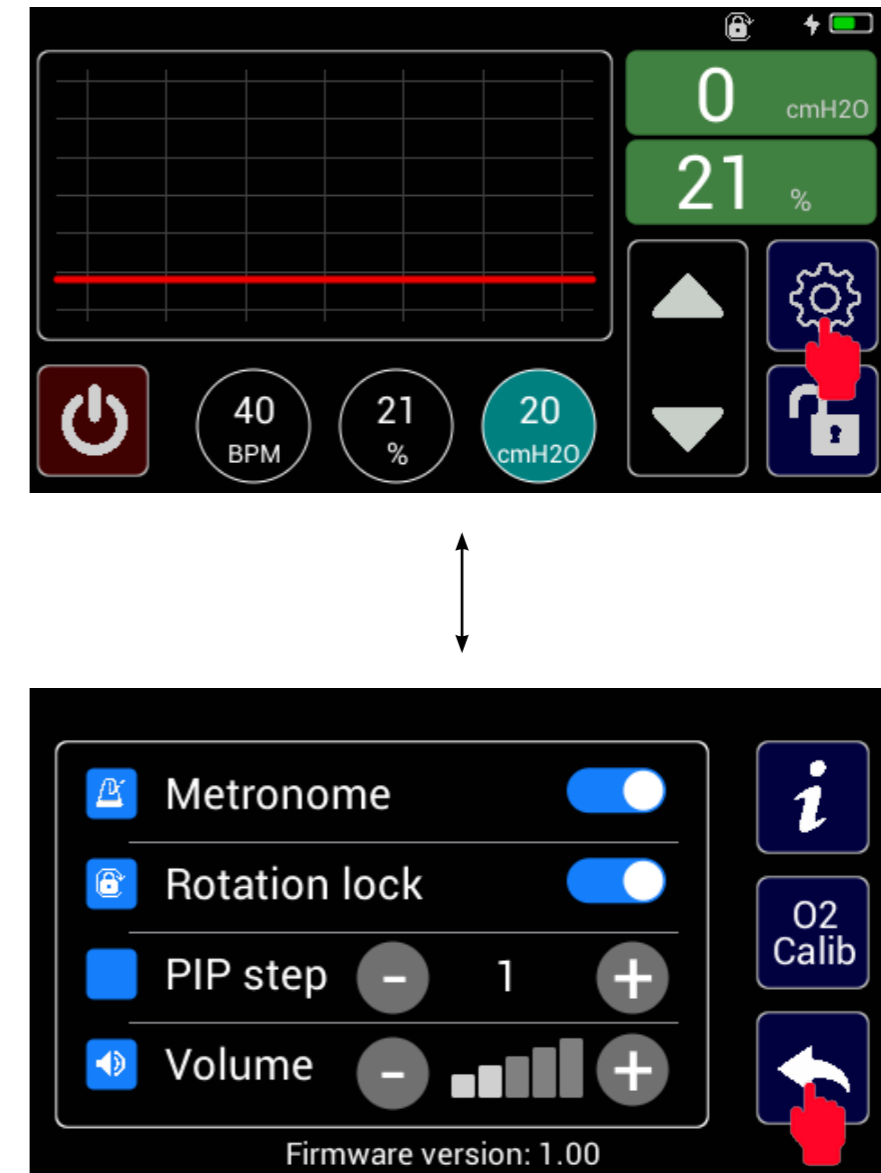 0 cmH2O
21 %
40
BPM
21
%
20
cmH2O
Metronome
Rotation lock
PIP step - 1 +
Volume - +
i
O2
Calib
Firmware version: 1.00